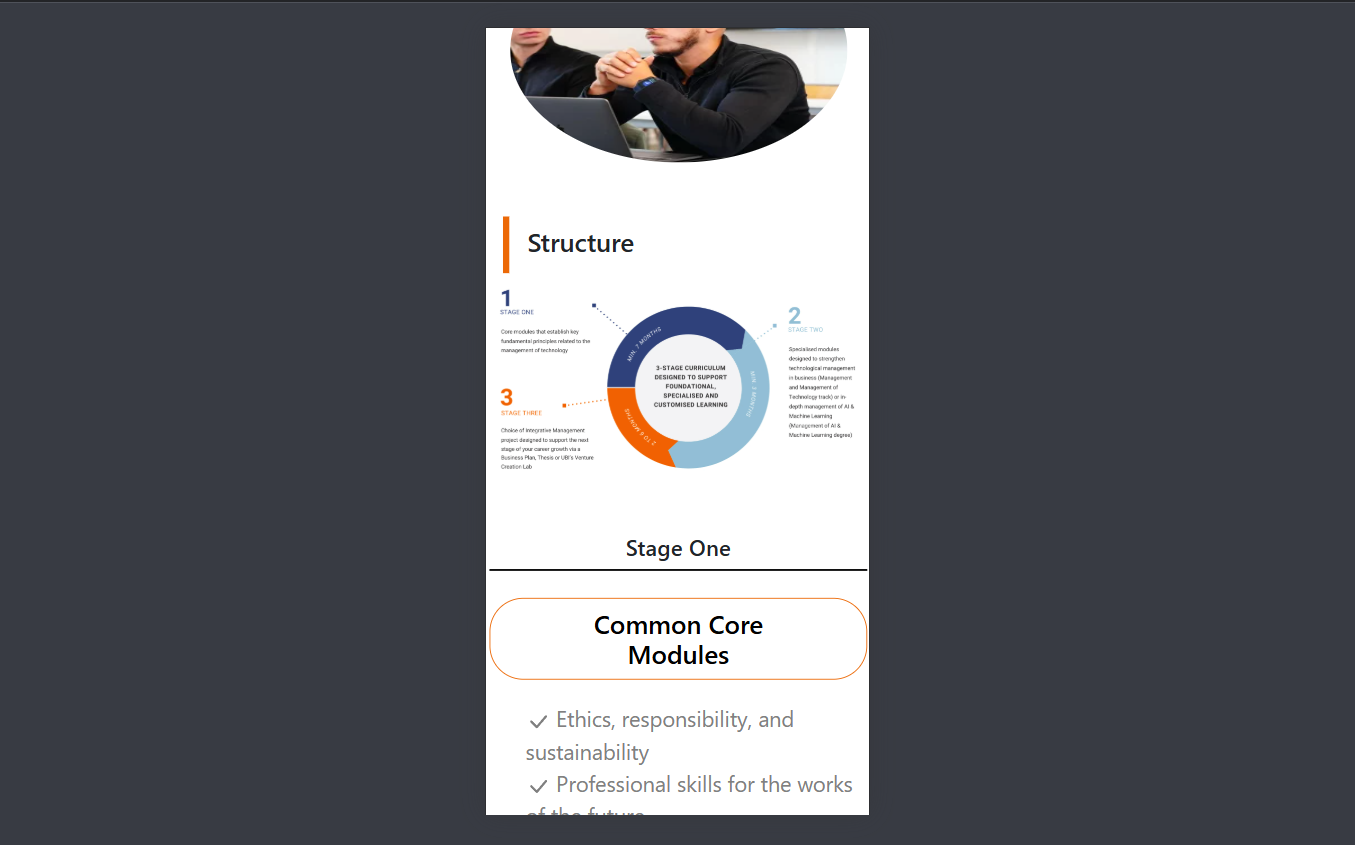 Structure
1
STAGE ONE
Core modules that establish key
fundamental principles related to the
management of technology
3
STAGE THREE
Choice of Integrative Management
project designed to support the next
stage of your career growth via a
Business Plan, Thesis or UBI's Venture
Creation Lab
MIN. 7 MONTHS
3-STAGE CURRICULUM
DESIGNED TO SUPPORT
FOUNDATIONAL,
SPECIALISED AND
CUSTOMISED LEARNING
MIN. 7 MONTHS
2 TO 6 MONTHS
2
STAGE TWO
Specialised modules
designed to strengthen
technological management
in business (Management
and Management of
Technology track) or in-
depth management of AI &
Machine Learning
(Management of AI &
Machine Learning degree)
Stage One
Common Core
Modules
Ethics, responsibility, and
sustainability
Professional skills for the works
of the future